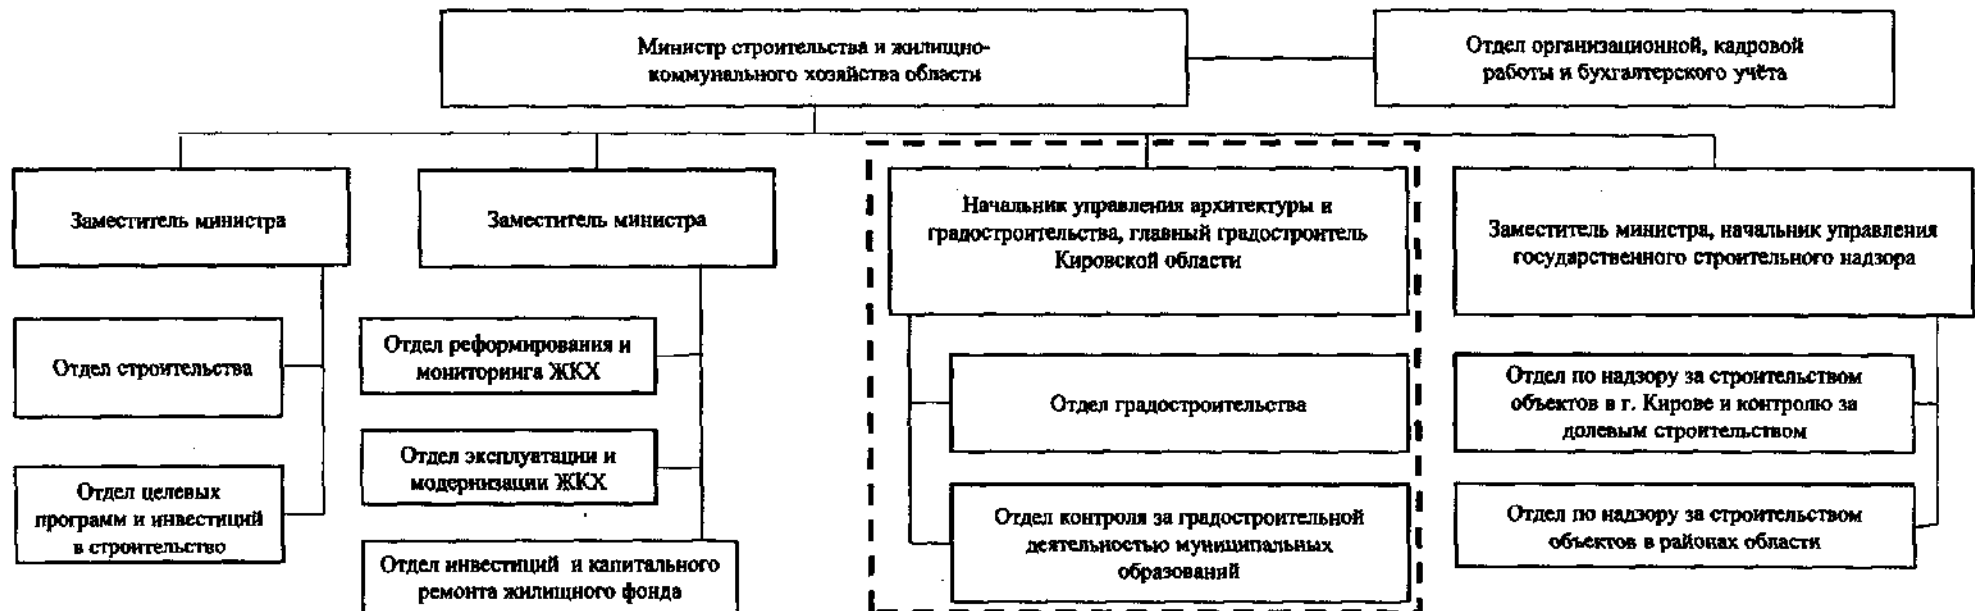 Министр строительства и жилищно-
коммунального хозяйства области
Отдел организационной, кадровой
работы и бухгалтерского учёта
Заместитель министра
Отдел строительства
Отдел целевых
программ и инвестиций
в строительство
Заместитель министра
Отдел реформирования и
мониторинга ЖКХ
Отдел эксплуатации и
модернизации ЖКХ
Отдел инвестиций и капитального
ремонта жилищного фонда
Начальник управления архитектуры и
градостроительства, главный градостроитель
Кировской области
Отдел градостроительства
Отдел контроля за градостроительной
деятельностью муниципальных
образований
Заместитель министра, начальник управления
государственного строительного надзора
Отдел по надзору за строительством
объектов в г. Кирове и контролю за
долевым строительством
Отдел по надзору за строительством
объектов в районах области